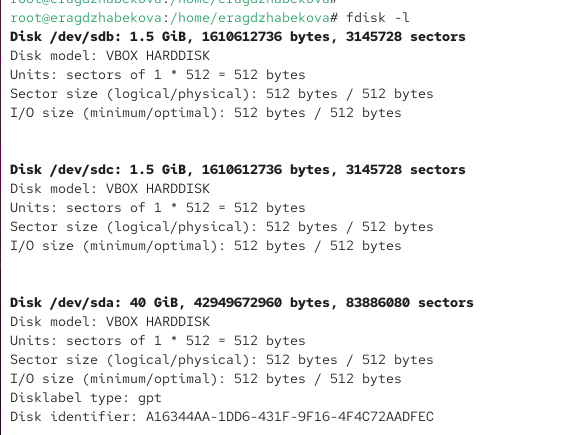 root@eragdzhabekova:/home/eragdzhabekova#
root@eragdzhabekova:/home/eragdzhabekova# fdisk -l
Disk /dev/sdb: 1.5 GiB, 1610612736 bytes, 3145728 sectors
Disk model: VBOX HARDDISK
Units: sectors of 1 * 512 = 512 bytes
Sector size (logical/physical): 512 bytes / 512 bytes
I/O size (minimum/optimal): 512 bytes / 512 bytes
Disk /dev/sdc: 1.5 GiB, 1610612736 bytes, 3145728 sectors
Disk model: VBOX HARDDISK
Units: sectors of 1 * 512 = 512 bytes
Sector size (logical/physical): 512 bytes / 512 bytes
I/O size (minimum/optimal): 512 bytes / 512 bytes
Disk /dev/sda: 40 GiB, 42949672960 bytes, 83886080 sectors
Disk model: VBOX HARDDISK
Units: sectors of 1 * 512 = 512 bytes
Sector size (logical/physical): 512 bytes / 512 bytes
I/O size (minimum/optimal): 512 bytes / 512 bytes
Disklabel type: gpt
Disk identifier: A16344AA-1DD6-431F-9F16-4F4C72AADFEC